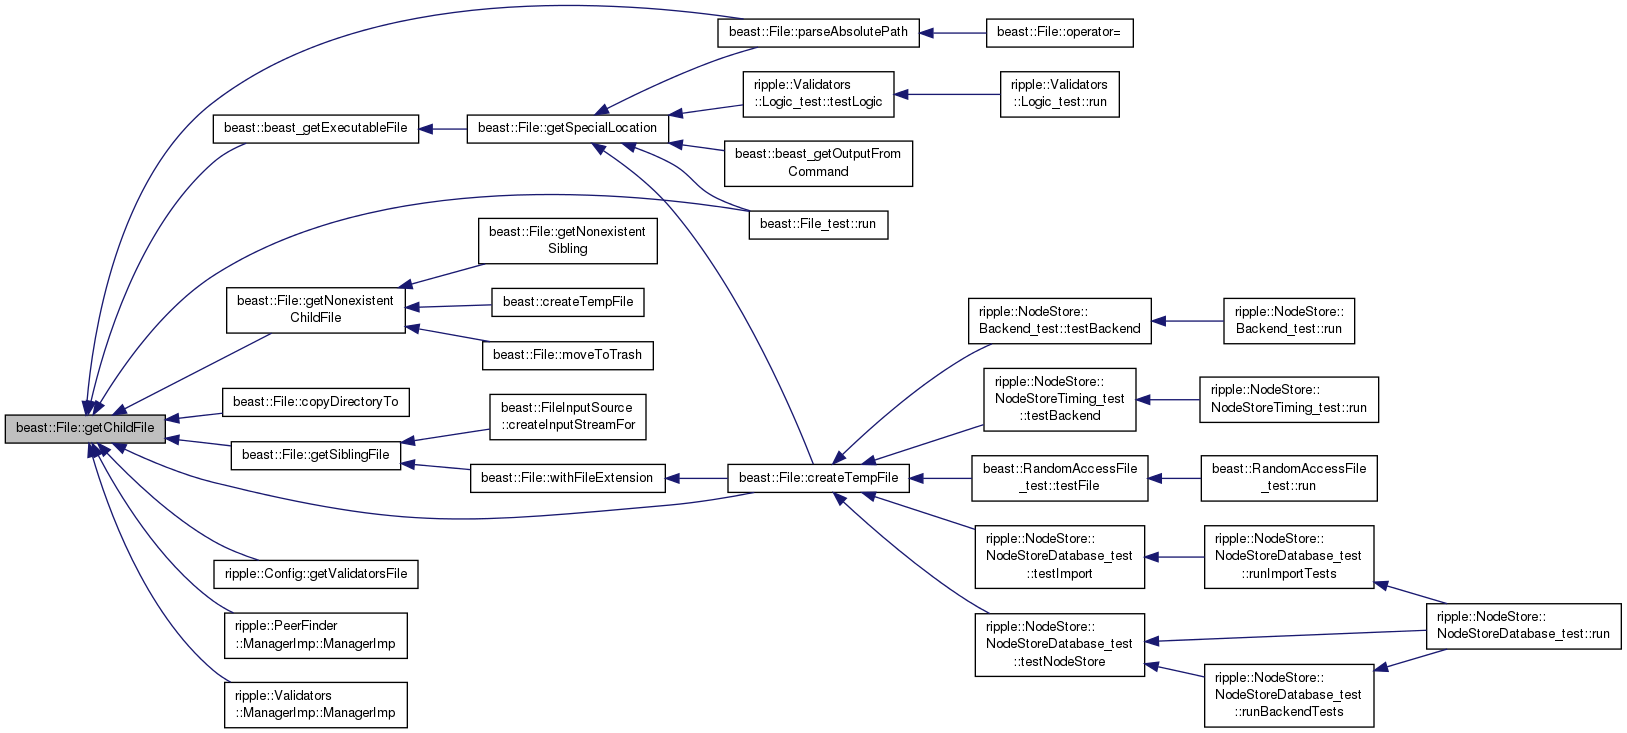 beast::File::parseAbsolutePath
beast::File::operator=
ripple::Validators
::Logic_test::testLogic
ripple::Validators
::Logic_test::run
beast::beast_getExecutableFile
beast::File::getSpecialLocation
beast::beast_getOutputFrom
Command
beast::File_test::run
beast::File::getNonexistent
Sibling
beast::File::getNonexistent
ChildFile
beast::createTempFile
beast::File::moveToTrash
ripple::NodeStore::
Backend_test::testBackend
ripple::NodeStore::
Backend_test::run
beast::File::copyDirectoryTo
ripple::NodeStore::
NodeStoreTiming_test
::testBackend
ripple::NodeStore::
NodeStoreTiming_test::run
beast::File::getChildFile
beast::FileInputSource
::createInputStreamFor
beast::File::getSiblingFile
beast::File::withFileExtension
beast::File::createTempFile
beast::RandomAccessFile
_test::testFile
beast::RandomAccessFile
_test::run
ripple::NodeStore::
NodeStoreDatabase_test
::testImport
ripple::NodeStore::
NodeStoreDatabase_test
::runImportTests
ripple::Config::getValidatorsFile
ripple::PeerFinder
::ManagerImp::ManagerImp
ripple::NodeStore::
NodeStoreDatabase_test
::testNodeStore
ripple::NodeStore::
NodeStoreDatabase_test::run
ripple::Validators
::ManagerImp::ManagerImp
ripple::NodeStore::
NodeStoreDatabase_test
::runBackendTests